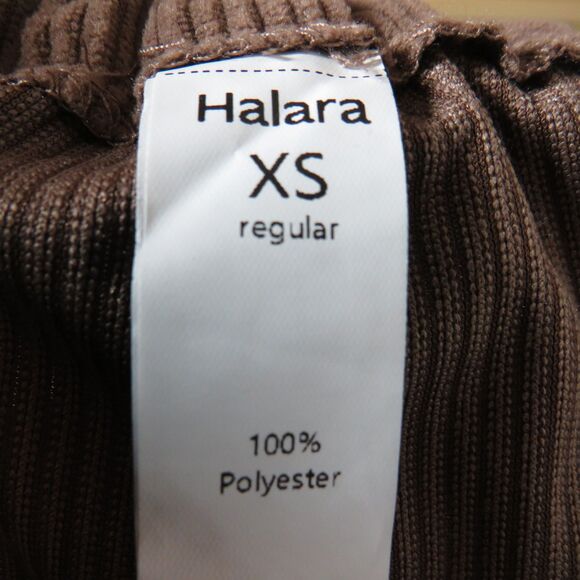 Halara
XS
regular
100%
Polyester